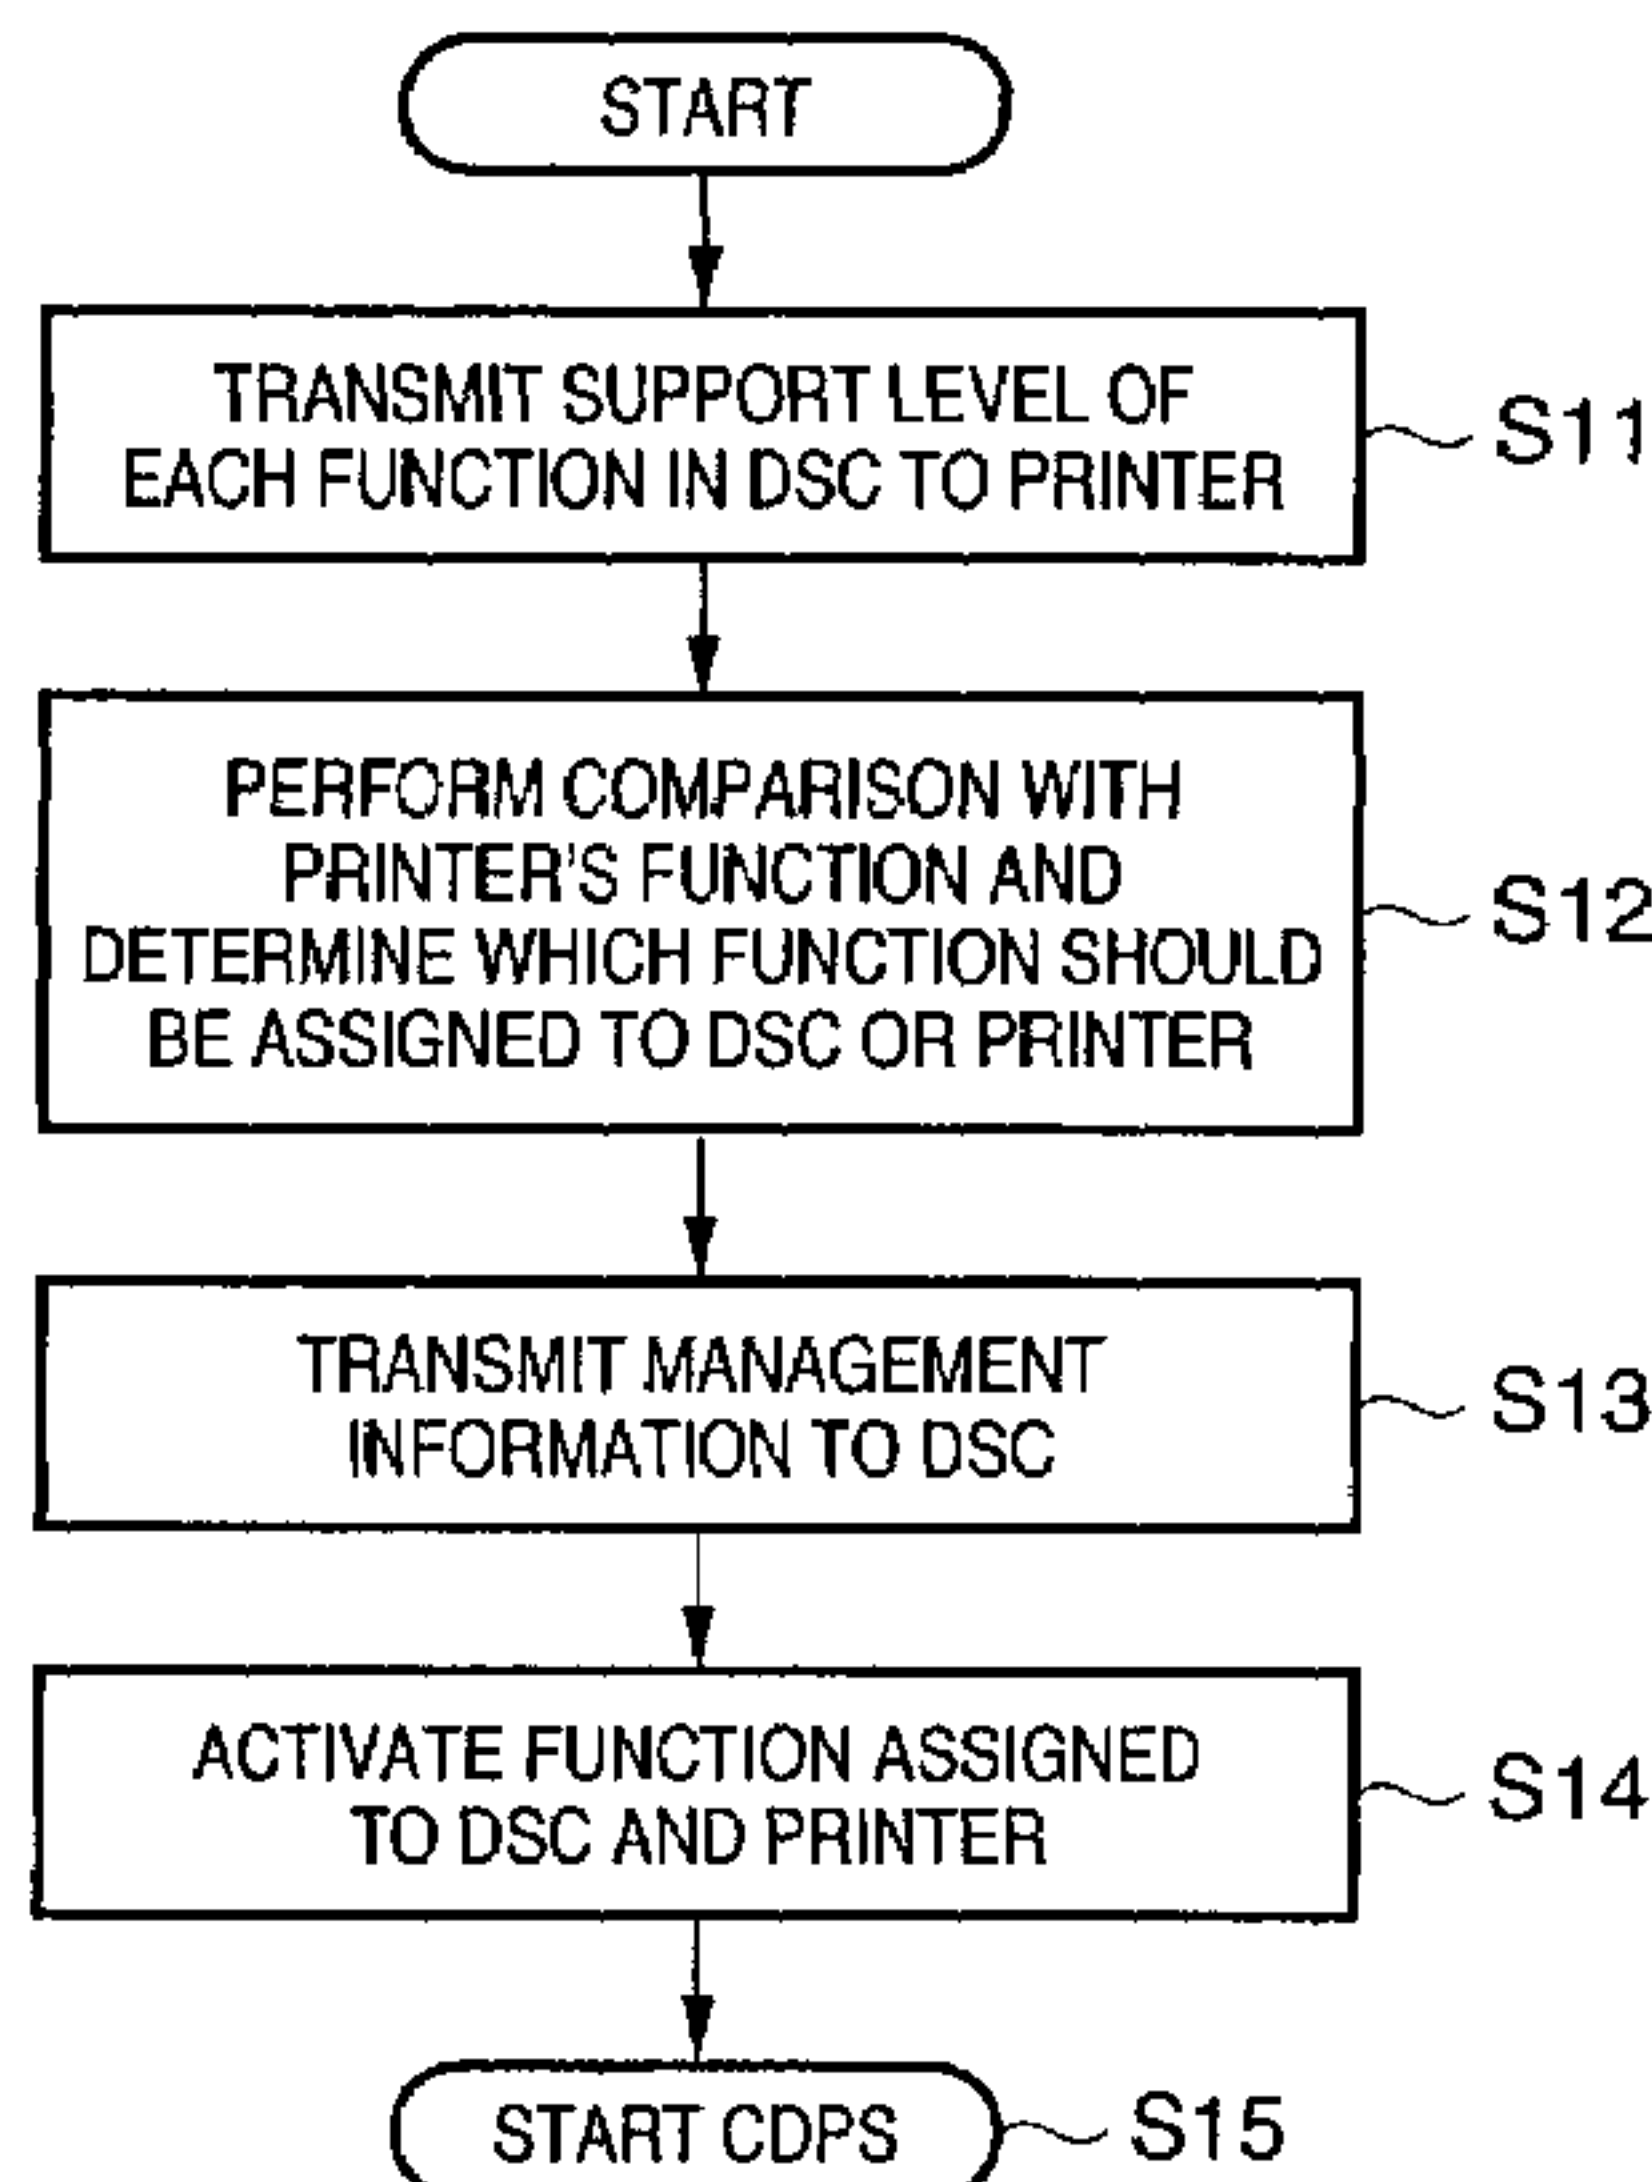 START
TRANSMIT SUPPORT LEVEL OF
EACH FUNCTION IN DSC TO PRINTER
S11
PERFORM COMPARISON WITH
PRINTER'S FUNCTION AND
DETERMINE WHICH FUNCTION SHOULD
BE ASSIGNED TO DSC OR PRINTER
S12
TRANSMIT MANAGEMENT
INFORMATION TO DSC
S13
ACTIVATE FUNCTION ASSIGNED
TO DSC AND PRINTER
S14
START CDPS
S15